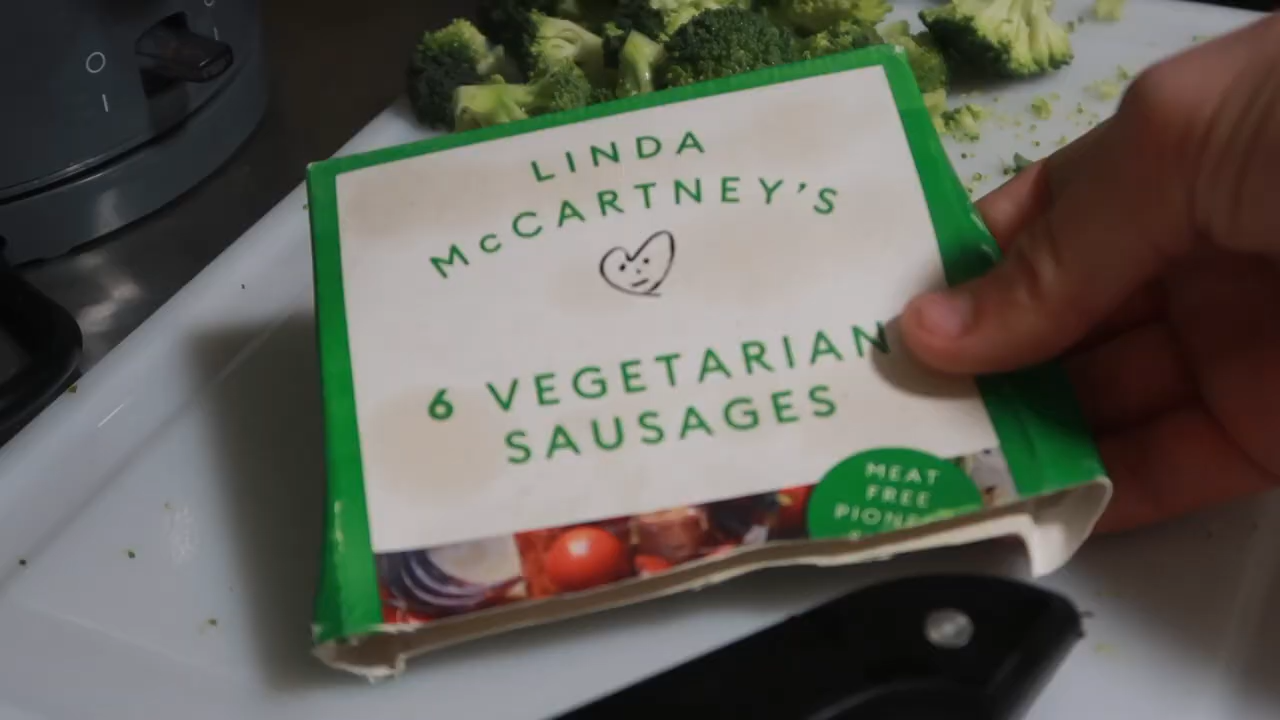 LINDA
McCARTNEY'S
6 VEGETARIAN
SAUSAGES
MEAT
FREE